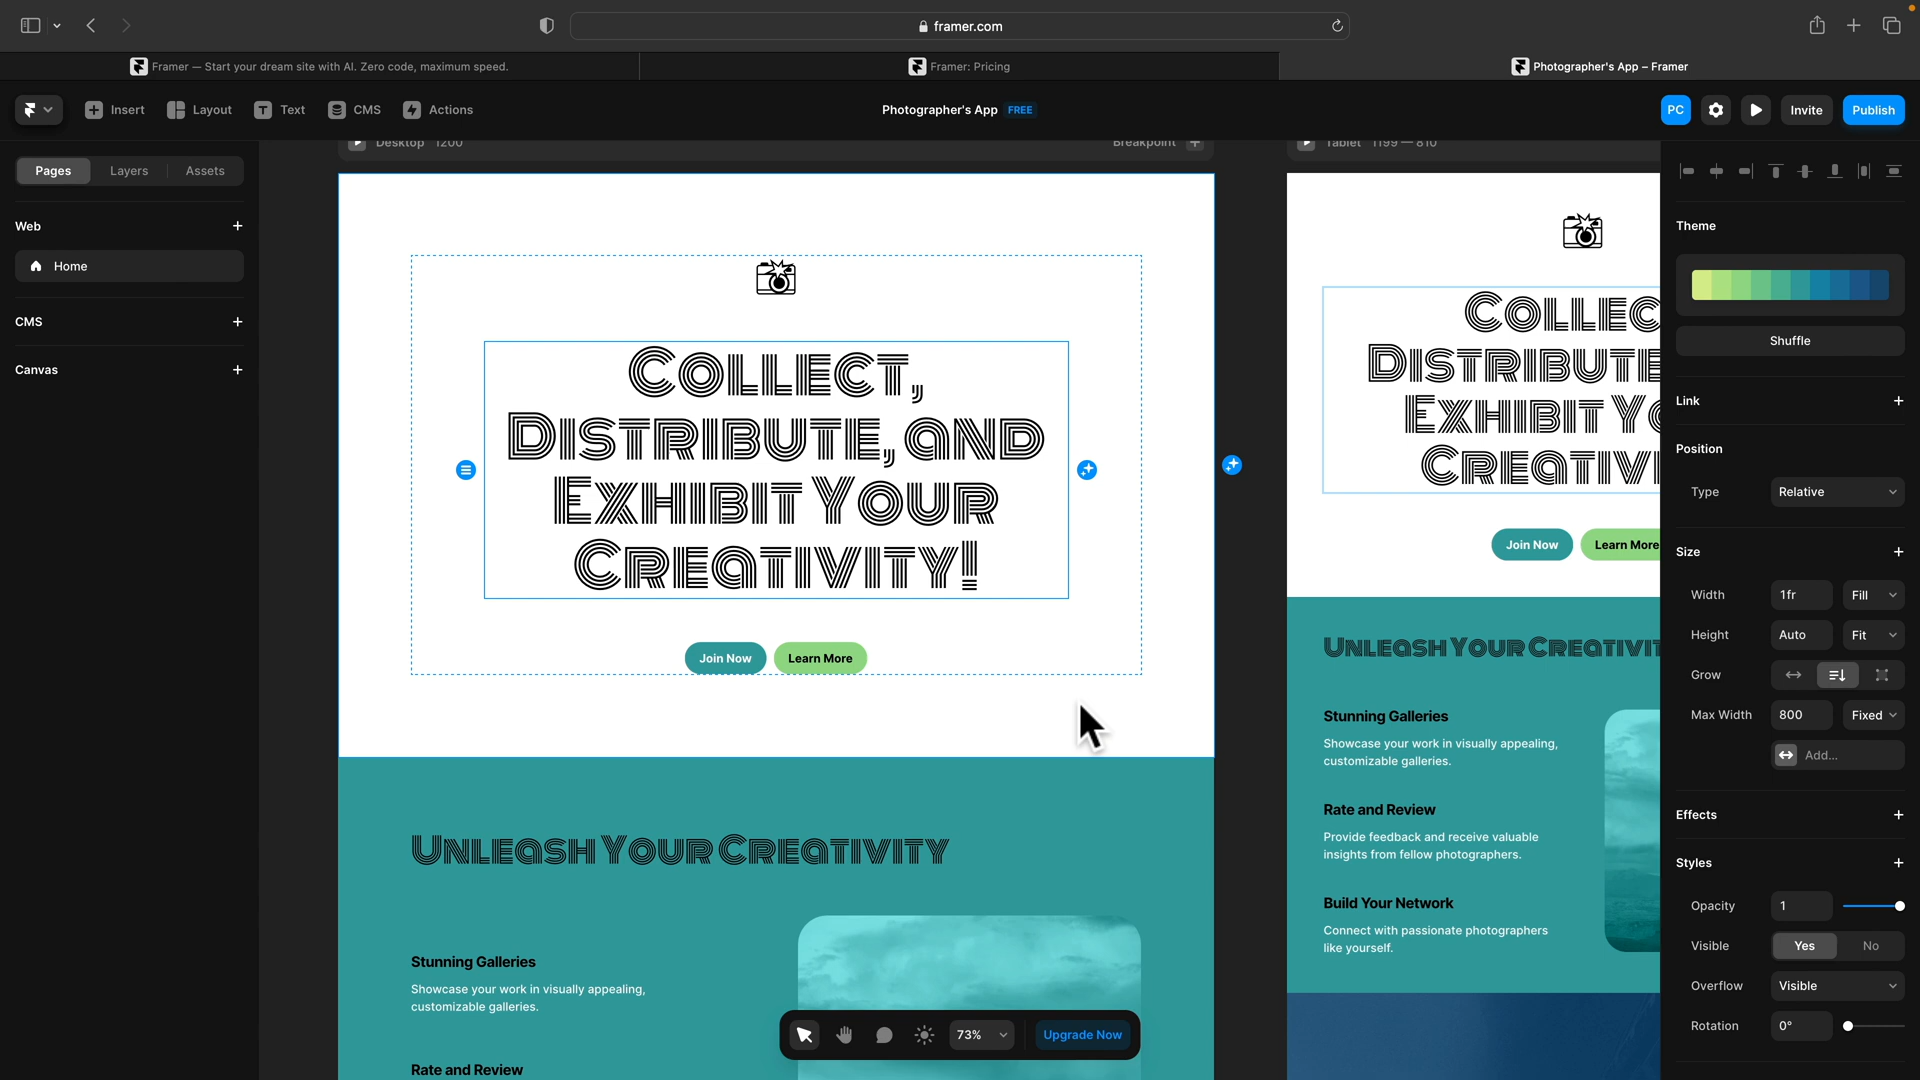 framer.com
Framer — Start your dream site with AI. Zero code, maximum speed.
Framer: Pricing
Photographer's App – Framer
Insert
Layout
Text
CMS
Actions
Photographer's App FREE
PC
Invite
Publish
Pages
Layers
Assets
Web
Home
CMS
Canvas
Desktop 1200
Breakpoint
Collect,
Distribute, and
Exhibit Your
Creativity!
Join Now
Learn More
Unleash Your Creativity
Stunning Galleries
Showcase your work in visually appealing,
customizable galleries.
Rate and Review
73%
Upgrade Now
Tablet 1199 — 810
Collec
Distribute
Exhibit Yo
Creativi
Join Now
Learn More
Unleash Your Creativit
Stunning Galleries
Showcase your work in visually appealing,
customizable galleries.
Rate and Review
Provide feedback and receive valuable
insights from fellow photographers.
Build Your Network
Connect with passionate photographers
like yourself.
Theme
Shuffle
Link
Position
Type Relative
Size
Width 1fr Fill
Height Auto Fit
Grow
Max Width 800 Fixed
Add...
Effects
Styles
Opacity 1
Visible Yes No
Overflow Visible
Rotation 0°